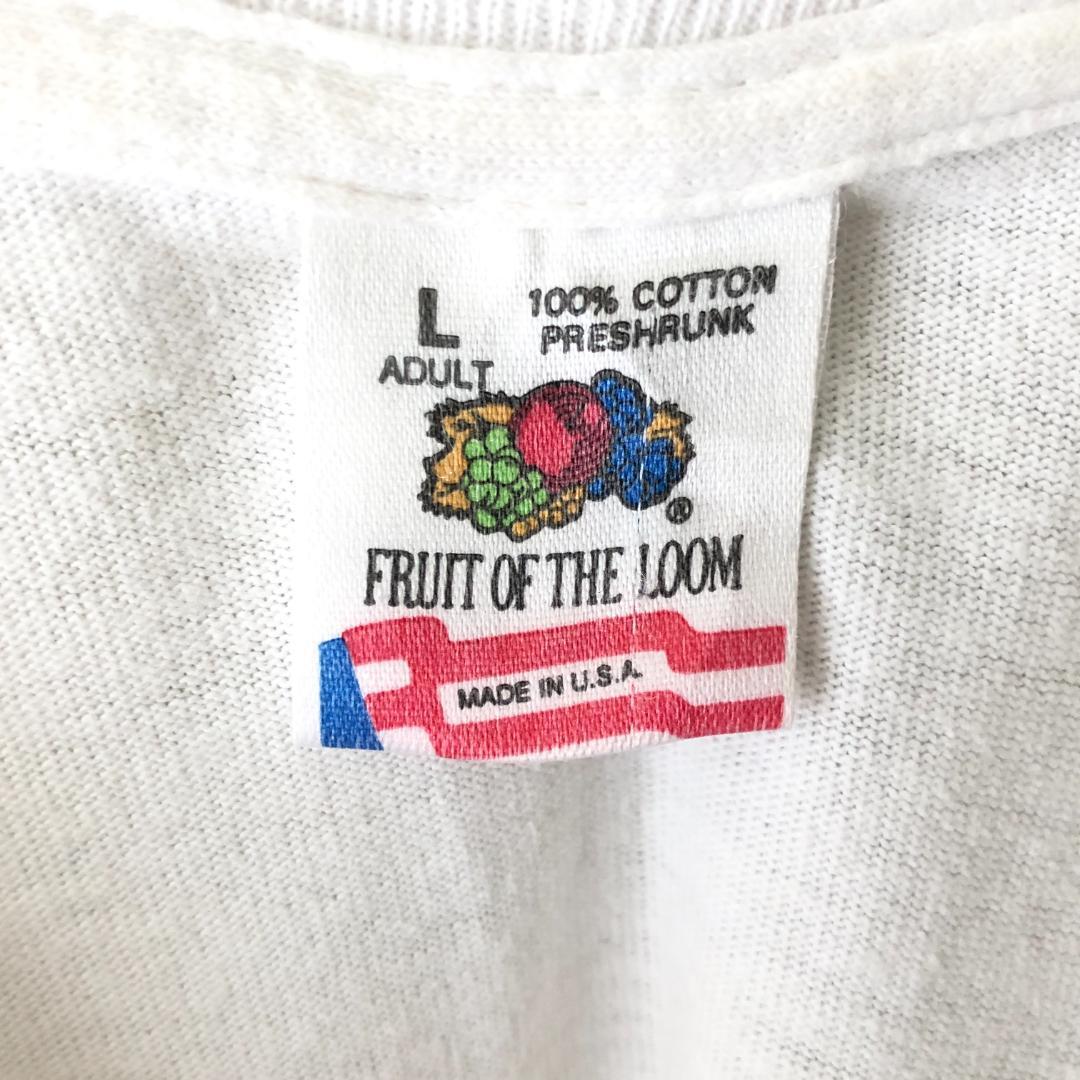 L
ADULT
100% COTTON
PRESHRUNK
®
FRUIT OF THE LOOM
MADE IN U.S.A.